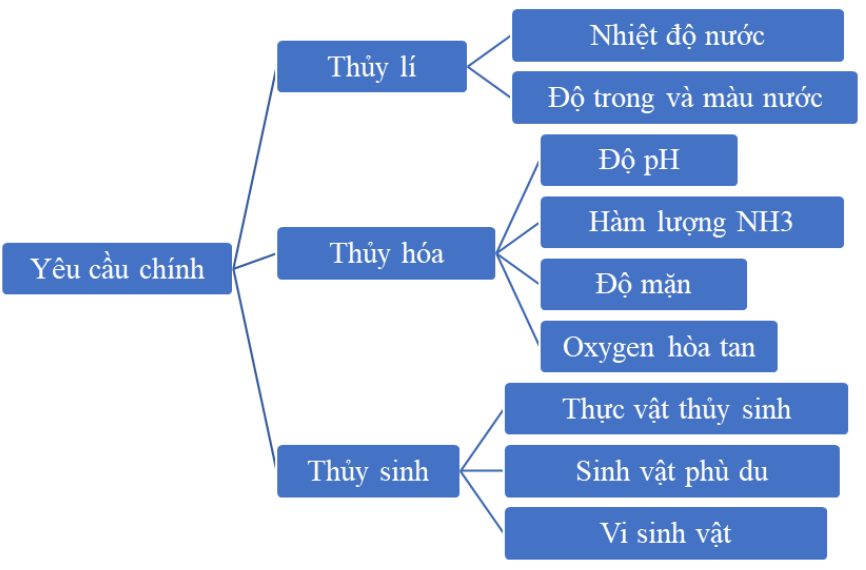 Yêu cầu chính
Thủy lí
Nhiệt độ nước
Độ trong và màu nước
Thủy hóa
Độ pH
Hàm lượng NH3
Độ mặn
Oxygen hòa tan
Thủy sinh
Thực vật thủy sinh
Sinh vật phù du
Vi sinh vật